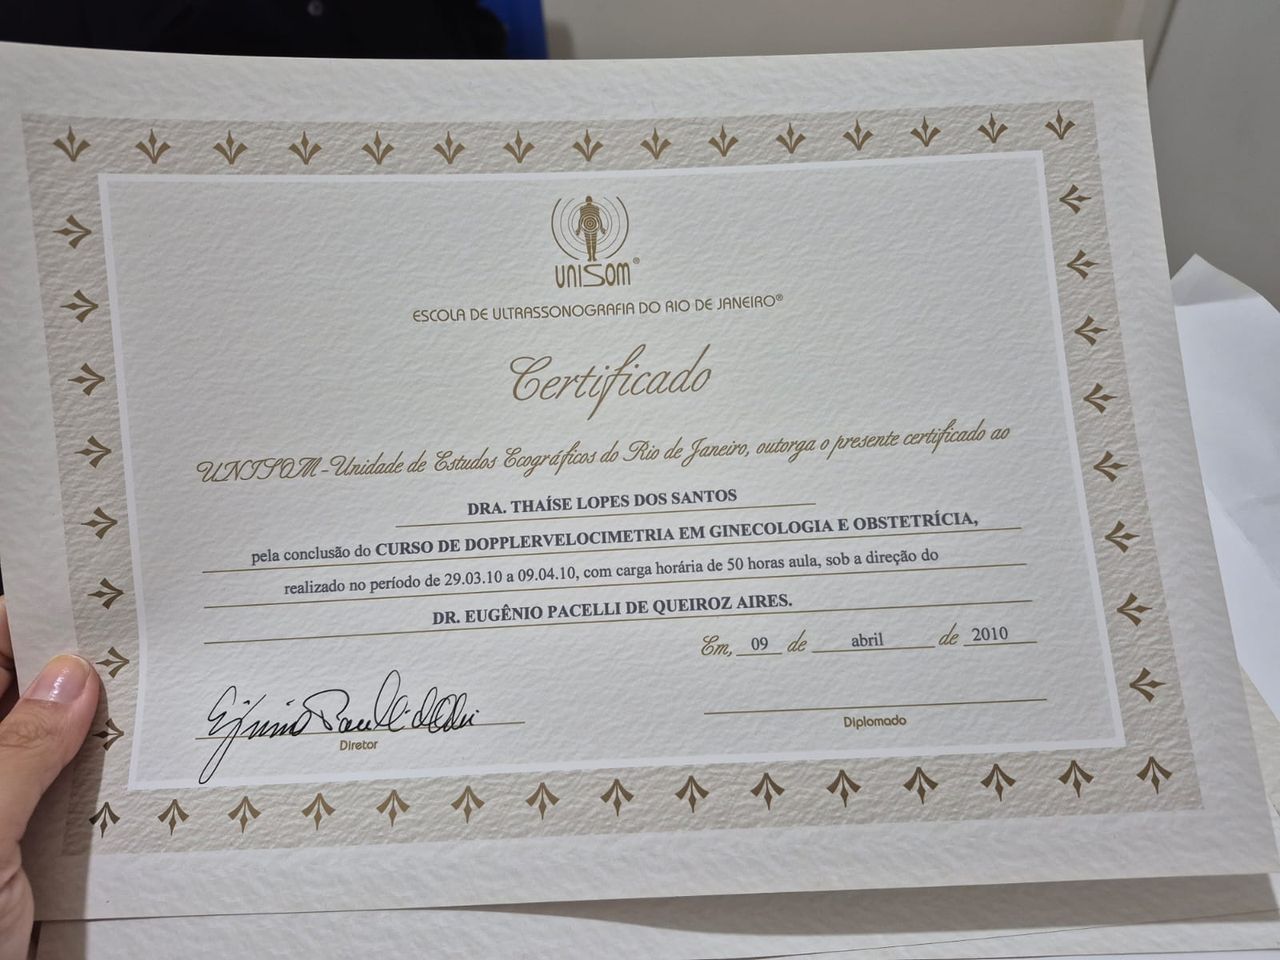 UNISOM®
ESCOLA DE ULTRASSONOGRAFIA DO RIO DE JANEIRO®
Certificado
UNISOM - Unidade de Estudos Ecográficos do Rio de Janeiro, outorga o presente certificado ao
DRA. THAÍSE LOPES DOS SANTOS
pela conclusão do CURSO DE DOPPLERVELOCIMETRIA EM GINECOLOGIA E OBSTETRÍCIA,
realizado no período de 29.03.10 a 09.04.10, com carga horária de 50 horas aula, sob a direção do
DR. EUGÊNIO PACELLI DE QUEIROZ AIRES.
Em, 09 de abril de 2010
Diretor
Diplomado